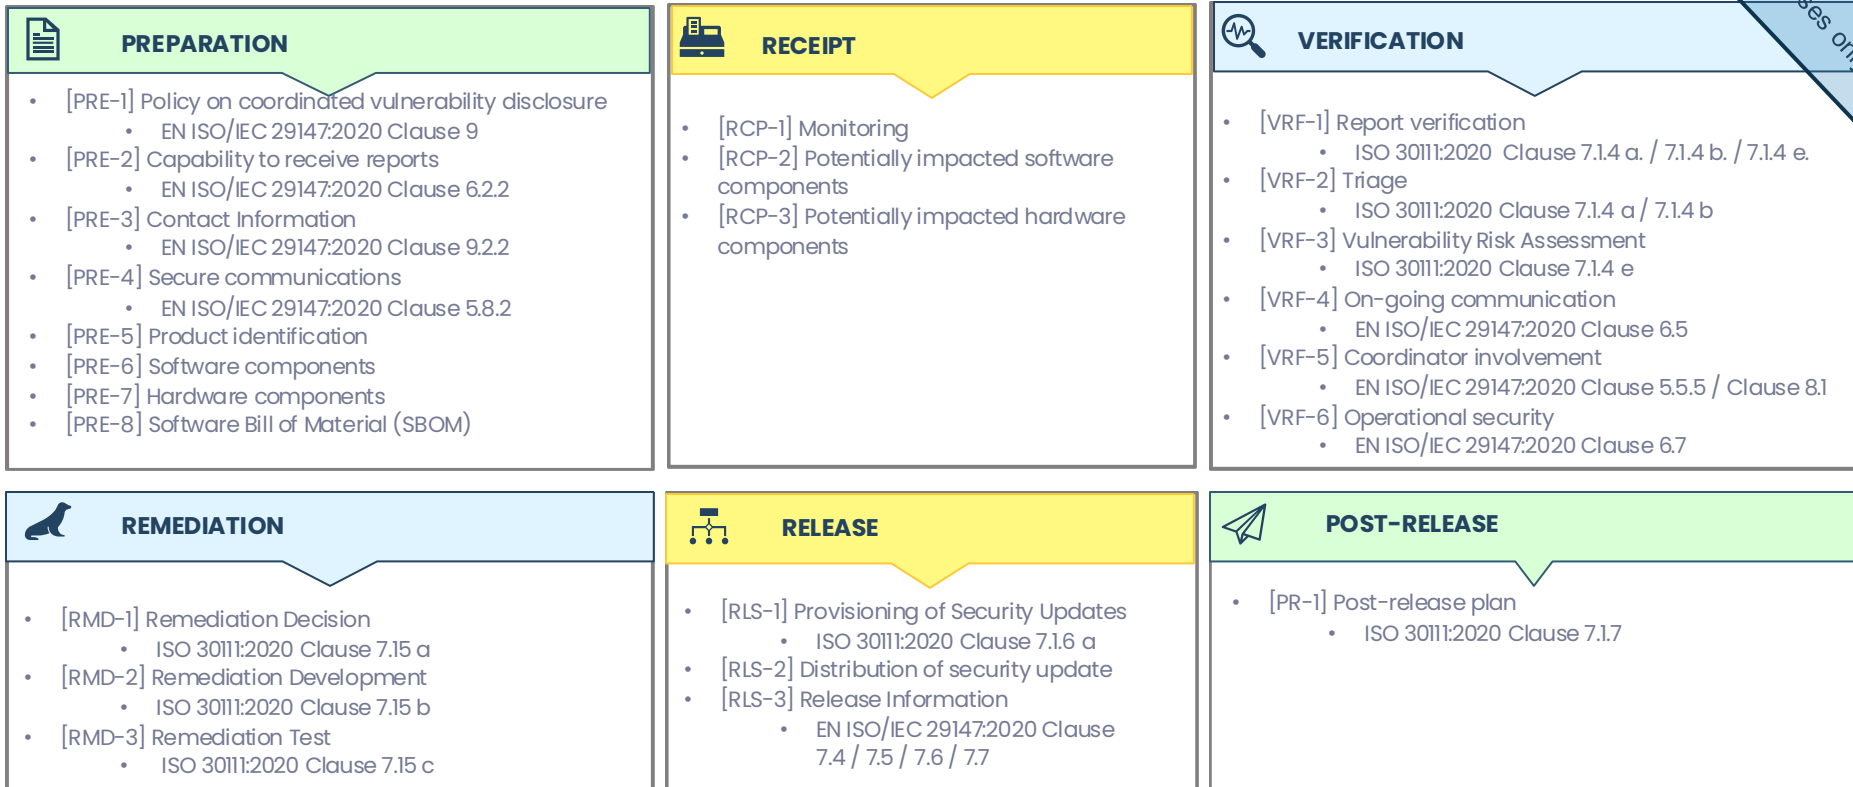 PREPARATION
• [PRE-1] Policy on coordinated vulnerability disclosure
• EN ISO/IEC 29147:2020 Clause 9
• [PRE-2] Capability to receive reports
• EN ISO/IEC 29147:2020 Clause 6.2.2
• [PRE-3] Contact Information
• EN ISO/IEC 29147:2020 Clause 9.2.2
• [PRE-4] Secure communications
• EN ISO/IEC 29147:2020 Clause 5.8.2
• [PRE-5] Product identification
• [PRE-6] Software components
• [PRE-7] Hardware components
• [PRE-8] Software Bill of Material (SBOM)
RECEIPT
• [RCP-1] Monitoring
• [RCP-2] Potentially impacted software
components
• [RCP-3] Potentially impacted hardware
components
VERIFICATION
• [VRF-1] Report verification
• ISO 30111:2020 Clause 7.1.4 a. / 7.1.4 b. / 7.1.4 e.
• [VRF-2] Triage
• ISO 30111:2020 Clause 7.1.4 a / 7.1.4 b
• [VRF-3] Vulnerability Risk Assessment
• ISO 30111:2020 Clause 7.1.4 e
• [VRF-4] On-going communication
• EN ISO/IEC 29147:2020 Clause 6.5
• [VRF-5] Coordinator involvement
• EN ISO/IEC 29147:2020 Clause 5.5.5 / Clause 8.1
• [VRF-6] Operational security
• EN ISO/IEC 29147:2020 Clause 6.7
REMEDIATION
• [RMD-1] Remediation Decision
• ISO 30111:2020 Clause 7.15 a
• [RMD-2] Remediation Development
• ISO 30111:2020 Clause 7.15 b
• [RMD-3] Remediation Test
• ISO 30111:2020 Clause 7.15 c
RELEASE
• [RLS-1] Provisioning of Security Updates
• ISO 30111:2020 Clause 7.1.6 a
• [RLS-2] Distribution of security update
• [RLS-3] Release Information
• EN ISO/IEC 29147:2020 Clause
7.4 / 7.5 / 7.6 / 7.7
POST-RELEASE
• [PR-1] Post-release plan
• ISO 30111:2020 Clause 7.1.7